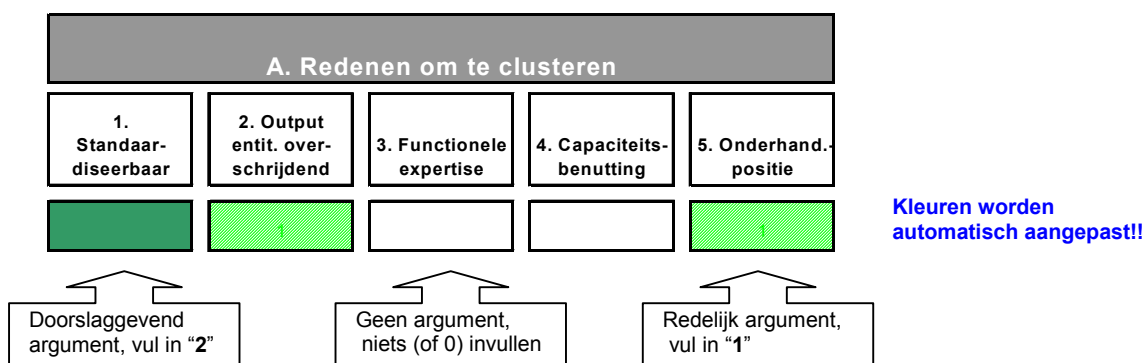 A. Redenen om te clusteren
1.
Standaar-
diseerbaar
2. Output
entit. over-
schrijdend
3. Functionele
expertise
4. Capaciteits-
benutting
5. Onderhand.-
positie
1
1
Kleuren worden
automatisch aangepast!!
Doorslaggevend
argument, vul in “2”
Geen argument,
niets (of 0) invullen
Redelijk argument,
vul in “1”